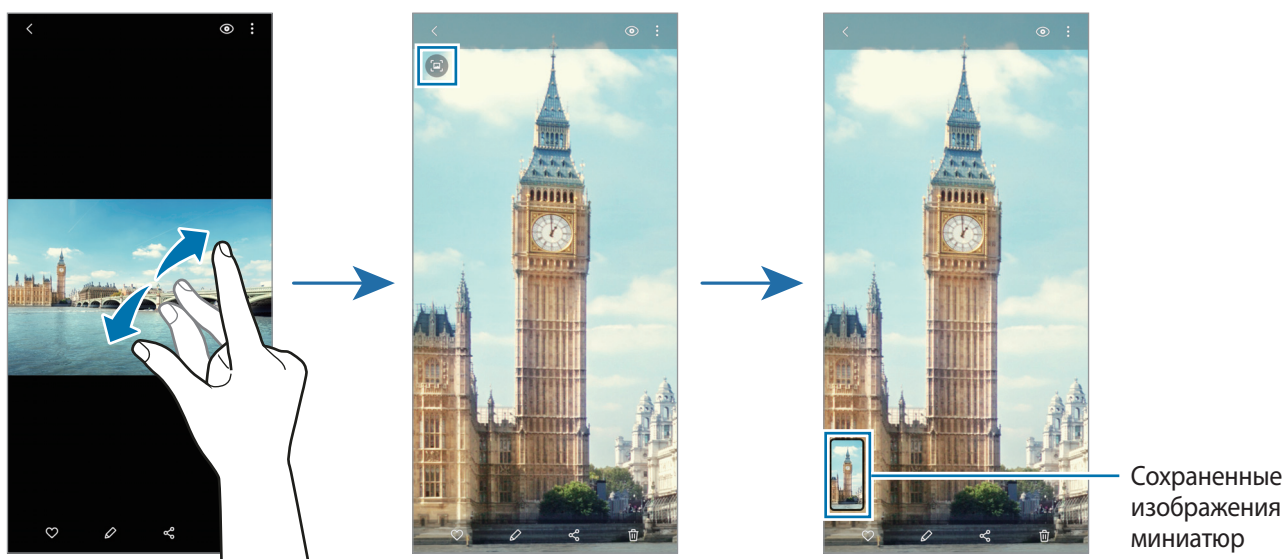 Сохраненные
изображения
миниатюр